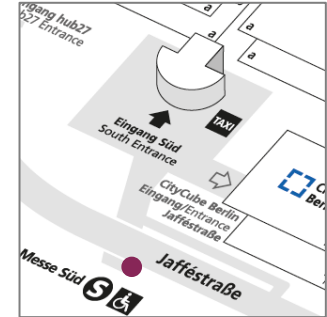 Eingang hub27
hub27 Entrance
a
a
a
a
TAXI
Eingang Süd
South Entrance
CityCube Berlin
Eingang/Entrance
Jafféstraße
Jafféstraße
Messe Süd S